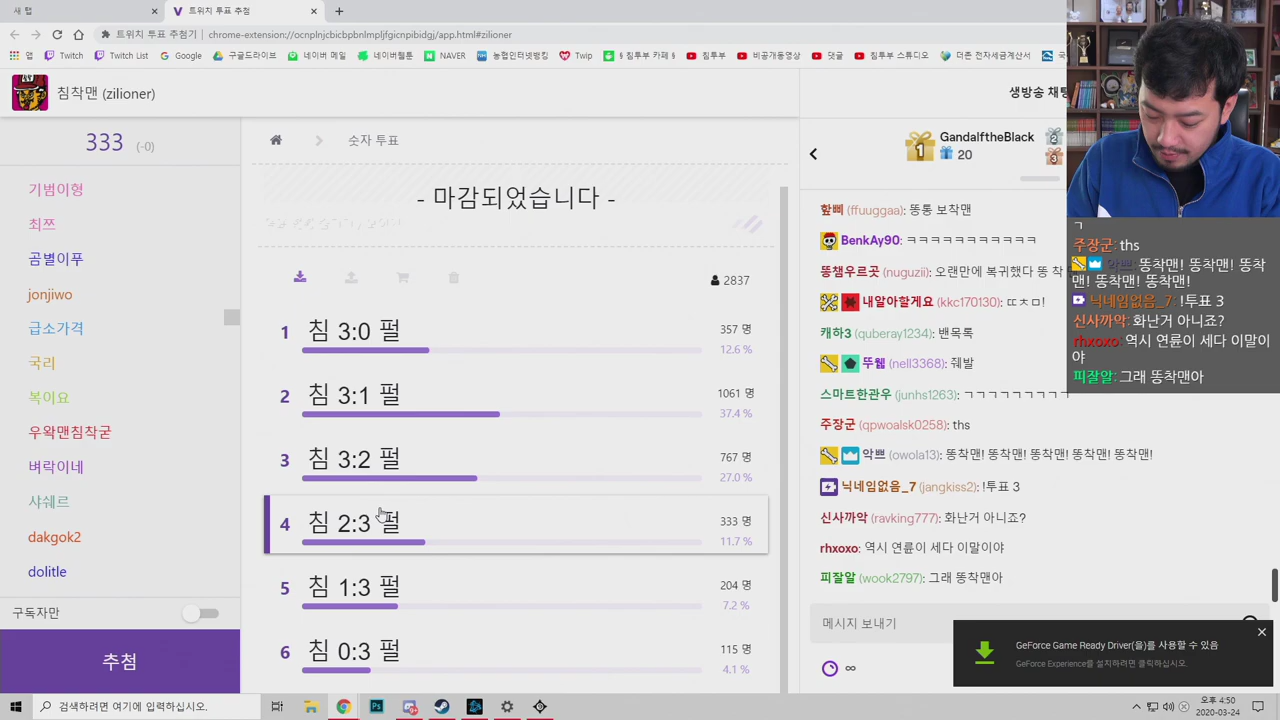 새 탭
트위치 투표 추첨
트위치 투표 추첨기
chrome-extension://ocnplnjcbicbpbnlmpljfgicnpibidgj/app.html#zilioner
앱
Twitch
Twitch List
Google
구글드라이브
네이버 메일
네이버웹툰
NAVER
농협인터넷뱅킹
Twip
침투부 카페
침투부
비공개동영상
댓글
침투부 스튜디오
더존 전자세금계산서
국
침착맨 (zilioner)
333 (-0)
기범이형
최쯔
곰별이푸
jonjiwo
급소가격
국리
복이요
우왁맨침착굳
벼락이네
샤쉐르
dakgok2
dolitle
구독자만
추첨
숫자 투표
- 마감되었습니다 -
2837
1 침 3:0 펄 357 명
12.6 %
2 침 3:1 펄 1061 명
37.4 %
3 침 3:2 펄 767 명
27.0 %
4 침 2:3 펄 333 명
11.7 %
5 침 1:3 펄 204 명
7.2 %
6 침 0:3 펄 115 명
4.1 %
생방송 채팅
1 GandalftheBlack
20
2
3
핲삐 (ffuuggaa): 똥통 보착맨
BenkAy90: ㅋㅋㅋㅋㅋㅋㅋㅋㅋㅋㅋ
똥챔우르곳 (nuguzii): 오랜만에 복귀했다 똥 착
내알아할게요 (kkc170130): ㄸㅊ!
캐하3 (quberay1234): 밴목록
뚜웹 (nell3368): 줴발
스마트한관우 (junhs1263): ㄱㄱㄱㄱㄱㄱㄱㄱㄱ
주장군 (qpwoalsk0258): ths
악쁘 (owola13): 똥착맨! 똥착맨! 똥착맨! 똥착맨! 똥착맨!
닉네임없음_7 (jangkiss2): !투표 3
신사까악 (ravking777): 화난거 아니죠?
rhxoxo: 역시 연륜이 세다 이말이야
피잘알 (wook2797): 그래 똥착맨아
메시지 보내기
∞
ㄱ
주장군: ths
악쁘: 똥착맨! 똥착맨! 똥착
맨! 똥착맨! 똥착맨!
닉네임없음_7: !투표 3
신사까악: 화난거 아니죠?
rhxoxo: 역시 연륜이 세다 이말이
야
피잘알: 그래 똥착맨아
GeForce Game Ready Driver(을)를 사용할 수 있음
GeForce Experience를 설치하려면 클릭하십시오.
검색하려면 여기에 입력하십시오.
오후 4:50
2020-03-24